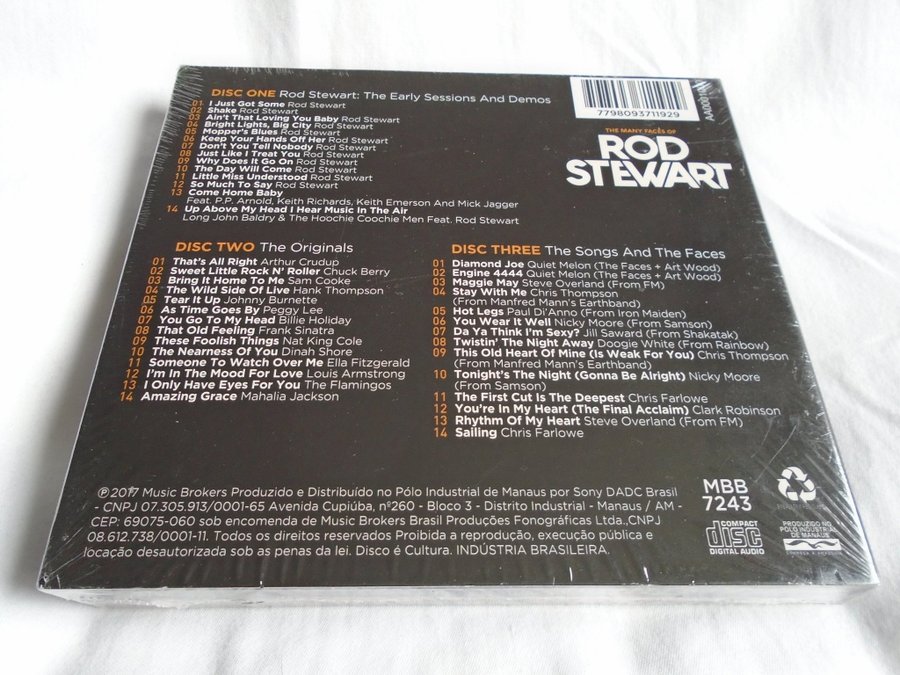 DISC ONE Rod Stewart: The Early Sessions And Demos
01 I Just Got Some Rod Stewart
02 Shake Rod Stewart
03 Ain't That Loving You Baby Rod Stewart
04 Bright Lights, Big City Rod Stewart
05 Mopper's Blues Rod Stewart
06 Keep Your Hands Off Her Rod Stewart
07 Don't You Tell Nobody Rod Stewart
08 Just Like I Treat You Rod Stewart
09 Why Does It Go On Rod Stewart
10 The Day Will Come Rod Stewart
11 Little Miss Understood Rod Stewart
12 So Much To Say Rod Stewart
13 Come Home Baby
Feat. P.P. Arnold, Keith Richards, Keith Emerson And Mick Jagger
14 Up Above My Head I Hear Music In The Air
Long John Baldry & The Hoochie Coochie Men Feat. Rod Stewart
7798093711929
THE MANY FACES OF
ROD
STEWART
DISC TWO The Originals
01 That's All Right Arthur Crudup
02 Sweet Little Rock N' Roller Chuck Berry
03 Bring It Home To Me Sam Cooke
04 The Wild Side Of Live Hank Thompson
05 Tear It Up Johnny Burnette
06 As Time Goes By Peggy Lee
07 You Go To My Head Billie Holiday
08 That Old Feeling Frank Sinatra
09 These Foolish Things Nat King Cole
10 The Nearness Of You Dinah Shore
11 Someone To Watch Over Me Ella Fitzgerald
12 I'm In The Mood For Love Louis Armstrong
13 I Only Have Eyes For You The Flamingos
14 Amazing Grace Mahalia Jackson
DISC THREE The Songs And The Faces
01 Diamond Joe Quiet Melon (The Faces + Art Wood)
02 Engine 4444 Quiet Melon (The Faces + Art Wood)
03 Maggie May Steve Overland (From FM)
04 Stay With Me Chris Thompson
(From Manfred Mann's Earthband)
05 Hot Legs Paul Di'Anno (From Iron Maiden)
06 You Wear It Well Nicky Moore (From Samson)
07 Da Ya Think I'm Sexy? Jill Saward (From Shakatak)
08 Twistin' The Night Away Doogie White (From Rainbow)
09 This Old Heart Of Mine (Is Weak For You) Chris Thompson
(From Manfred Mann's Earthband)
10 Tonight's The Night (Gonna Be Alright) Nicky Moore
(From Samson)
11 The First Cut Is The Deepest Chris Farlowe
12 You're In My Heart (The Final Acclaim) Clark Robinson
13 Rhythm Of My Heart Steve Overland (From FM)
14 Sailing Chris Farlowe
℗2017 Music Brokers Produzido e Distribuído no Pólo Industrial de Manaus por Sony DADC Brasil
- CNPJ 07.305.913/0001-65 Avenida Cupiúba, nº260 - Bloco 3 - Distrito Industrial - Manaus / AM -
CEP: 69075-060 sob encomenda de Music Brokers Brasil Produções Fonográficas Ltda.,CNPJ
08.612.738/0001-11. Todos os direitos reservados Proibida a reprodução, execução pública e
locação desautorizada sob as penas da lei. Disco é Cultura. INDÚSTRIA BRASILEIRA.
MBB
7243
COMPACT
disc
DIGITAL AUDIO
PRODUZIDO NO
PÓLO INDUSTRIAL
DE MANAUS